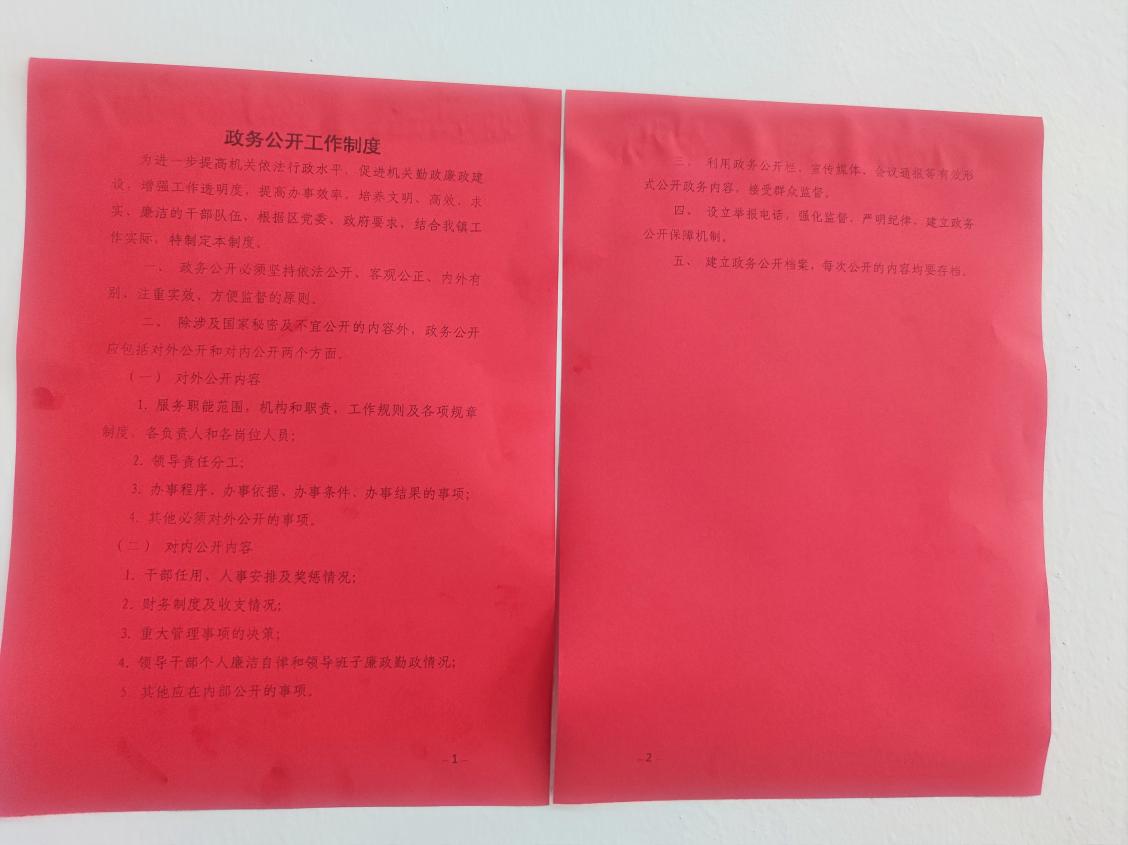 政务公开工作制度
为进一步提高机关依法行政水平，促进机关勤政廉政建
设，增强工作透明度，提高办事效率，培养文明、高效、求
实、廉洁的干部队伍、根据区党委、政府要求，结合我镇工
作实际，特制定本制度。
一、 政务公开必须坚持依法公开、客观公正、内外有
别、注重实效、方便监督的原则。
二、 除涉及国家秘密及不宜公开的内容外，政务公开
应包括对外公开和对内公开两个方面。
（一） 对外公开内容
1. 服务职能范围，机构和职责，工作规则及各项规章
制度，各负责人和各岗位人员；
2. 领导责任分工；
3. 办事程序、办事依据、办事条件、办事结果的事项；
4. 其他必须对外公开的事项。
（二） 对内公开内容
1. 干部任用、人事安排及奖惩情况；
2. 财务制度及收支情况；
3. 重大管理事项的决策；
4. 领导干部个人廉洁自律和领导班子廉政勤政情况；
5. 其他应在内部公开的事项。
— 1 —
三、 利用政务公开栏、宣传媒体、会议通报等有效形
式公开政务内容，接受群众监督。
四、 设立举报电话，强化监督，严明纪律，建立政务
公开保障机制。
五、 建立政务公开档案，每次公开的内容均要存档。
— 2 —